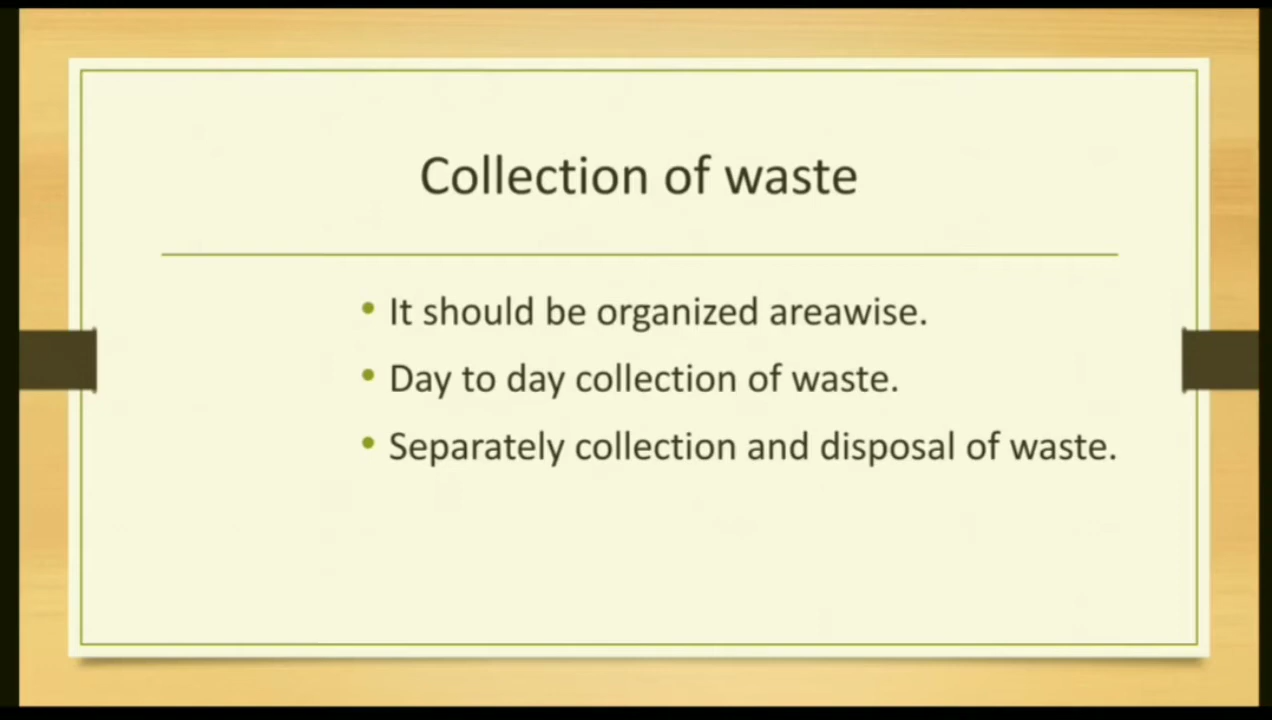 Collection of waste
• It should be organized areawise.
• Day to day collection of waste.
• Separately collection and disposal of waste.